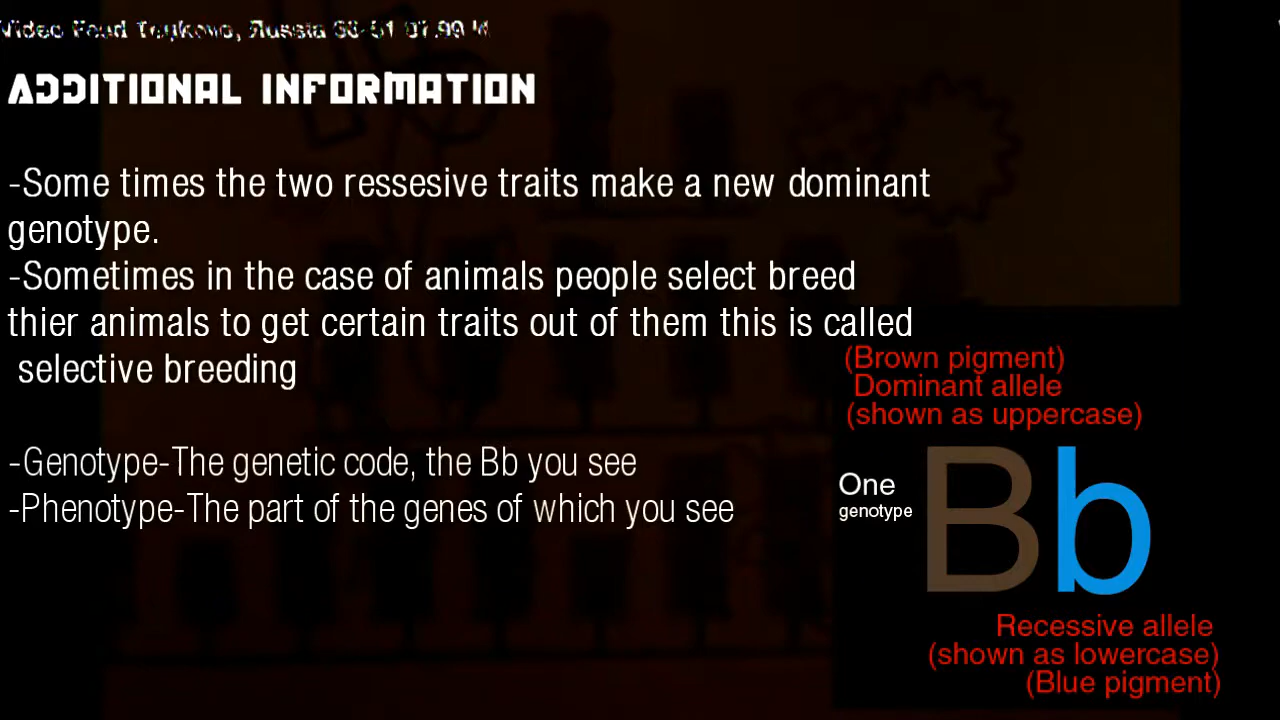 Video Feed
Russia
ADDITIONAL INFORMATION
-Some times the two ressesive traits make a new dominant
genotype.
-Sometimes in the case of animals people select breed
thier animals to get certain traits out of them this is called
selective breeding
-Genotype-The genetic code, the Bb you see
-Phenotype-The part of the genes of which you see
(Brown pigment)
Dominant allele
(shown as uppercase)
One
genotype
Bb
Recessive allele
(shown as lowercase)
(Blue pigment)